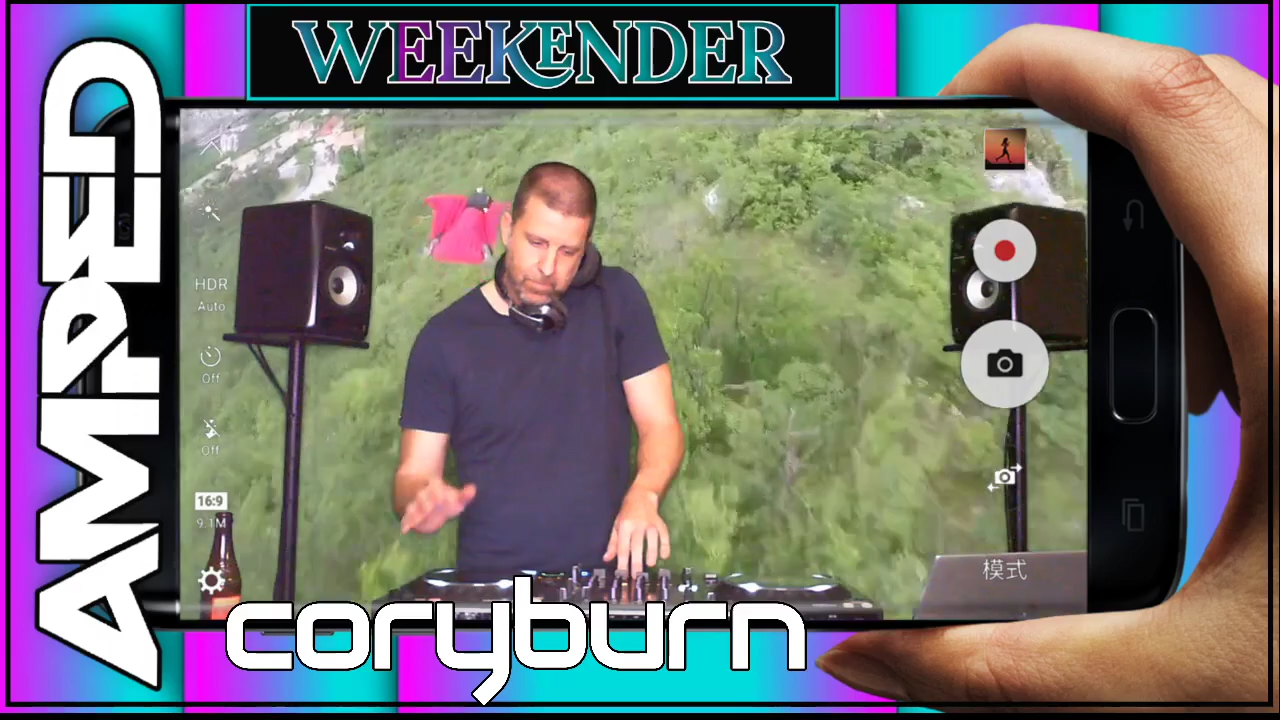 WEEKENDER
AMPED
HDR
Auto
Off
Off
16:9
9.1M
模式
coryburn